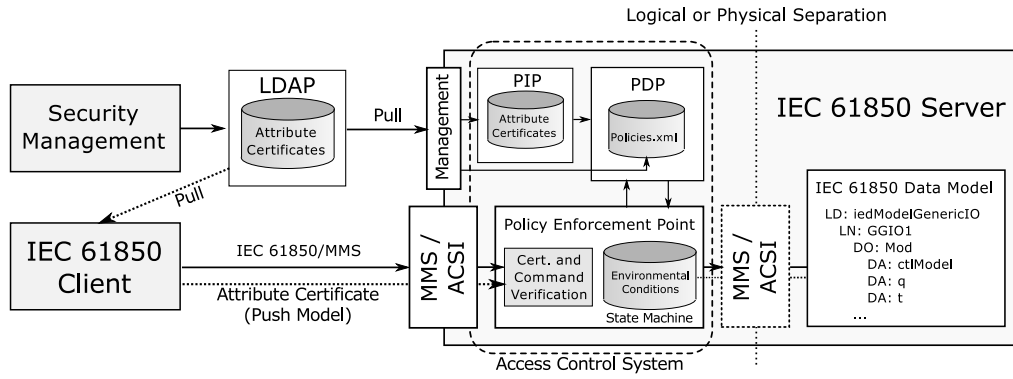 Logical or Physical Separation
Security
Management
LDAP
Attribute
Certificates
Pull
Management
PIP
Attribute
Certificates
PDP
Policies.xml
IEC 61850 Server
Pull
IEC 61850
Client
IEC 61850/MMS
Attribute Certificate
(Push Model)
MMS /
ACSI
Policy Enforcement Point
Cert. and
Command
Verification
Environmental
Conditions
State Machine
MMS /
ACSI
IEC 61850 Data Model
LD: iedModelGenericIO
LN: GGIO1
DO: Mod
DA: ctlModel
DA: q
DA: t
...
Access Control System